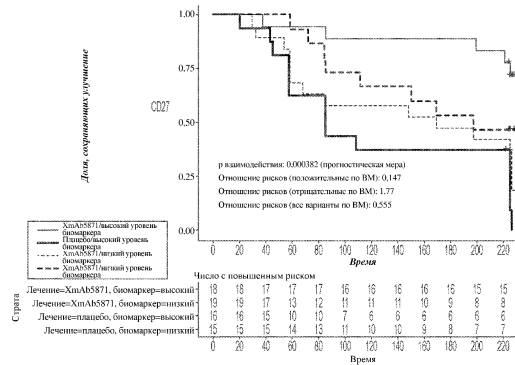 1.00
0.75
0.50
0.25
0.00
CD27
Доля, сохраняющих улучшение
р взаимодействия: 0,000382 (прогностическая мера)
Отношение рисков (положительные по ВМ): 0,147
Отношение рисков (отрицательные по ВМ): 1.77
Отношение рисков (все варианты по ВМ): 0,555
0 20 40 60 80 100 120 140 160 180 200 220
Время
XmAb5871/высокий уровень биомаркера
Плацебо/высокий уровень биомаркера
XmAb5871/низкий уровень биомаркера
XmAb5871/низкий уровень биомаркера
Число с повышенным риском
Страта
Лечение=XmAb5871, биомаркер=высокий 18 18 17 17 17 16 16 16 16 16 15 15
Лечение=XmAb5871, биомаркер=низкий 19 19 17 13 12 11 11 11 10 9 8 8
Лечение=плацебо, биомаркер=высокий 16 16 15 10 10 7 6 6 6 6 6 6
Лечение=плацебо, биомаркер=низкий 15 15 15 14 13 11 10 10 9 8 7 7
0 20 40 60 80 100 120 140 160 180 200 220
Время